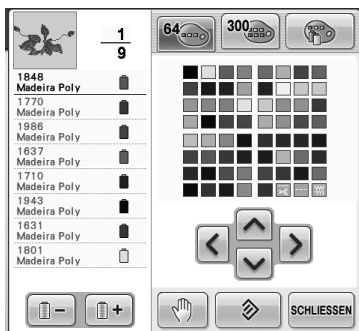 1
9
64
300
1848
Madeira Poly
1770
Madeira Poly
1986
Madeira Poly
1637
Madeira Poly
1710
Madeira Poly
1943
Madeira Poly
1631
Madeira Poly
1801
Madeira Poly
SCHLIESSEN